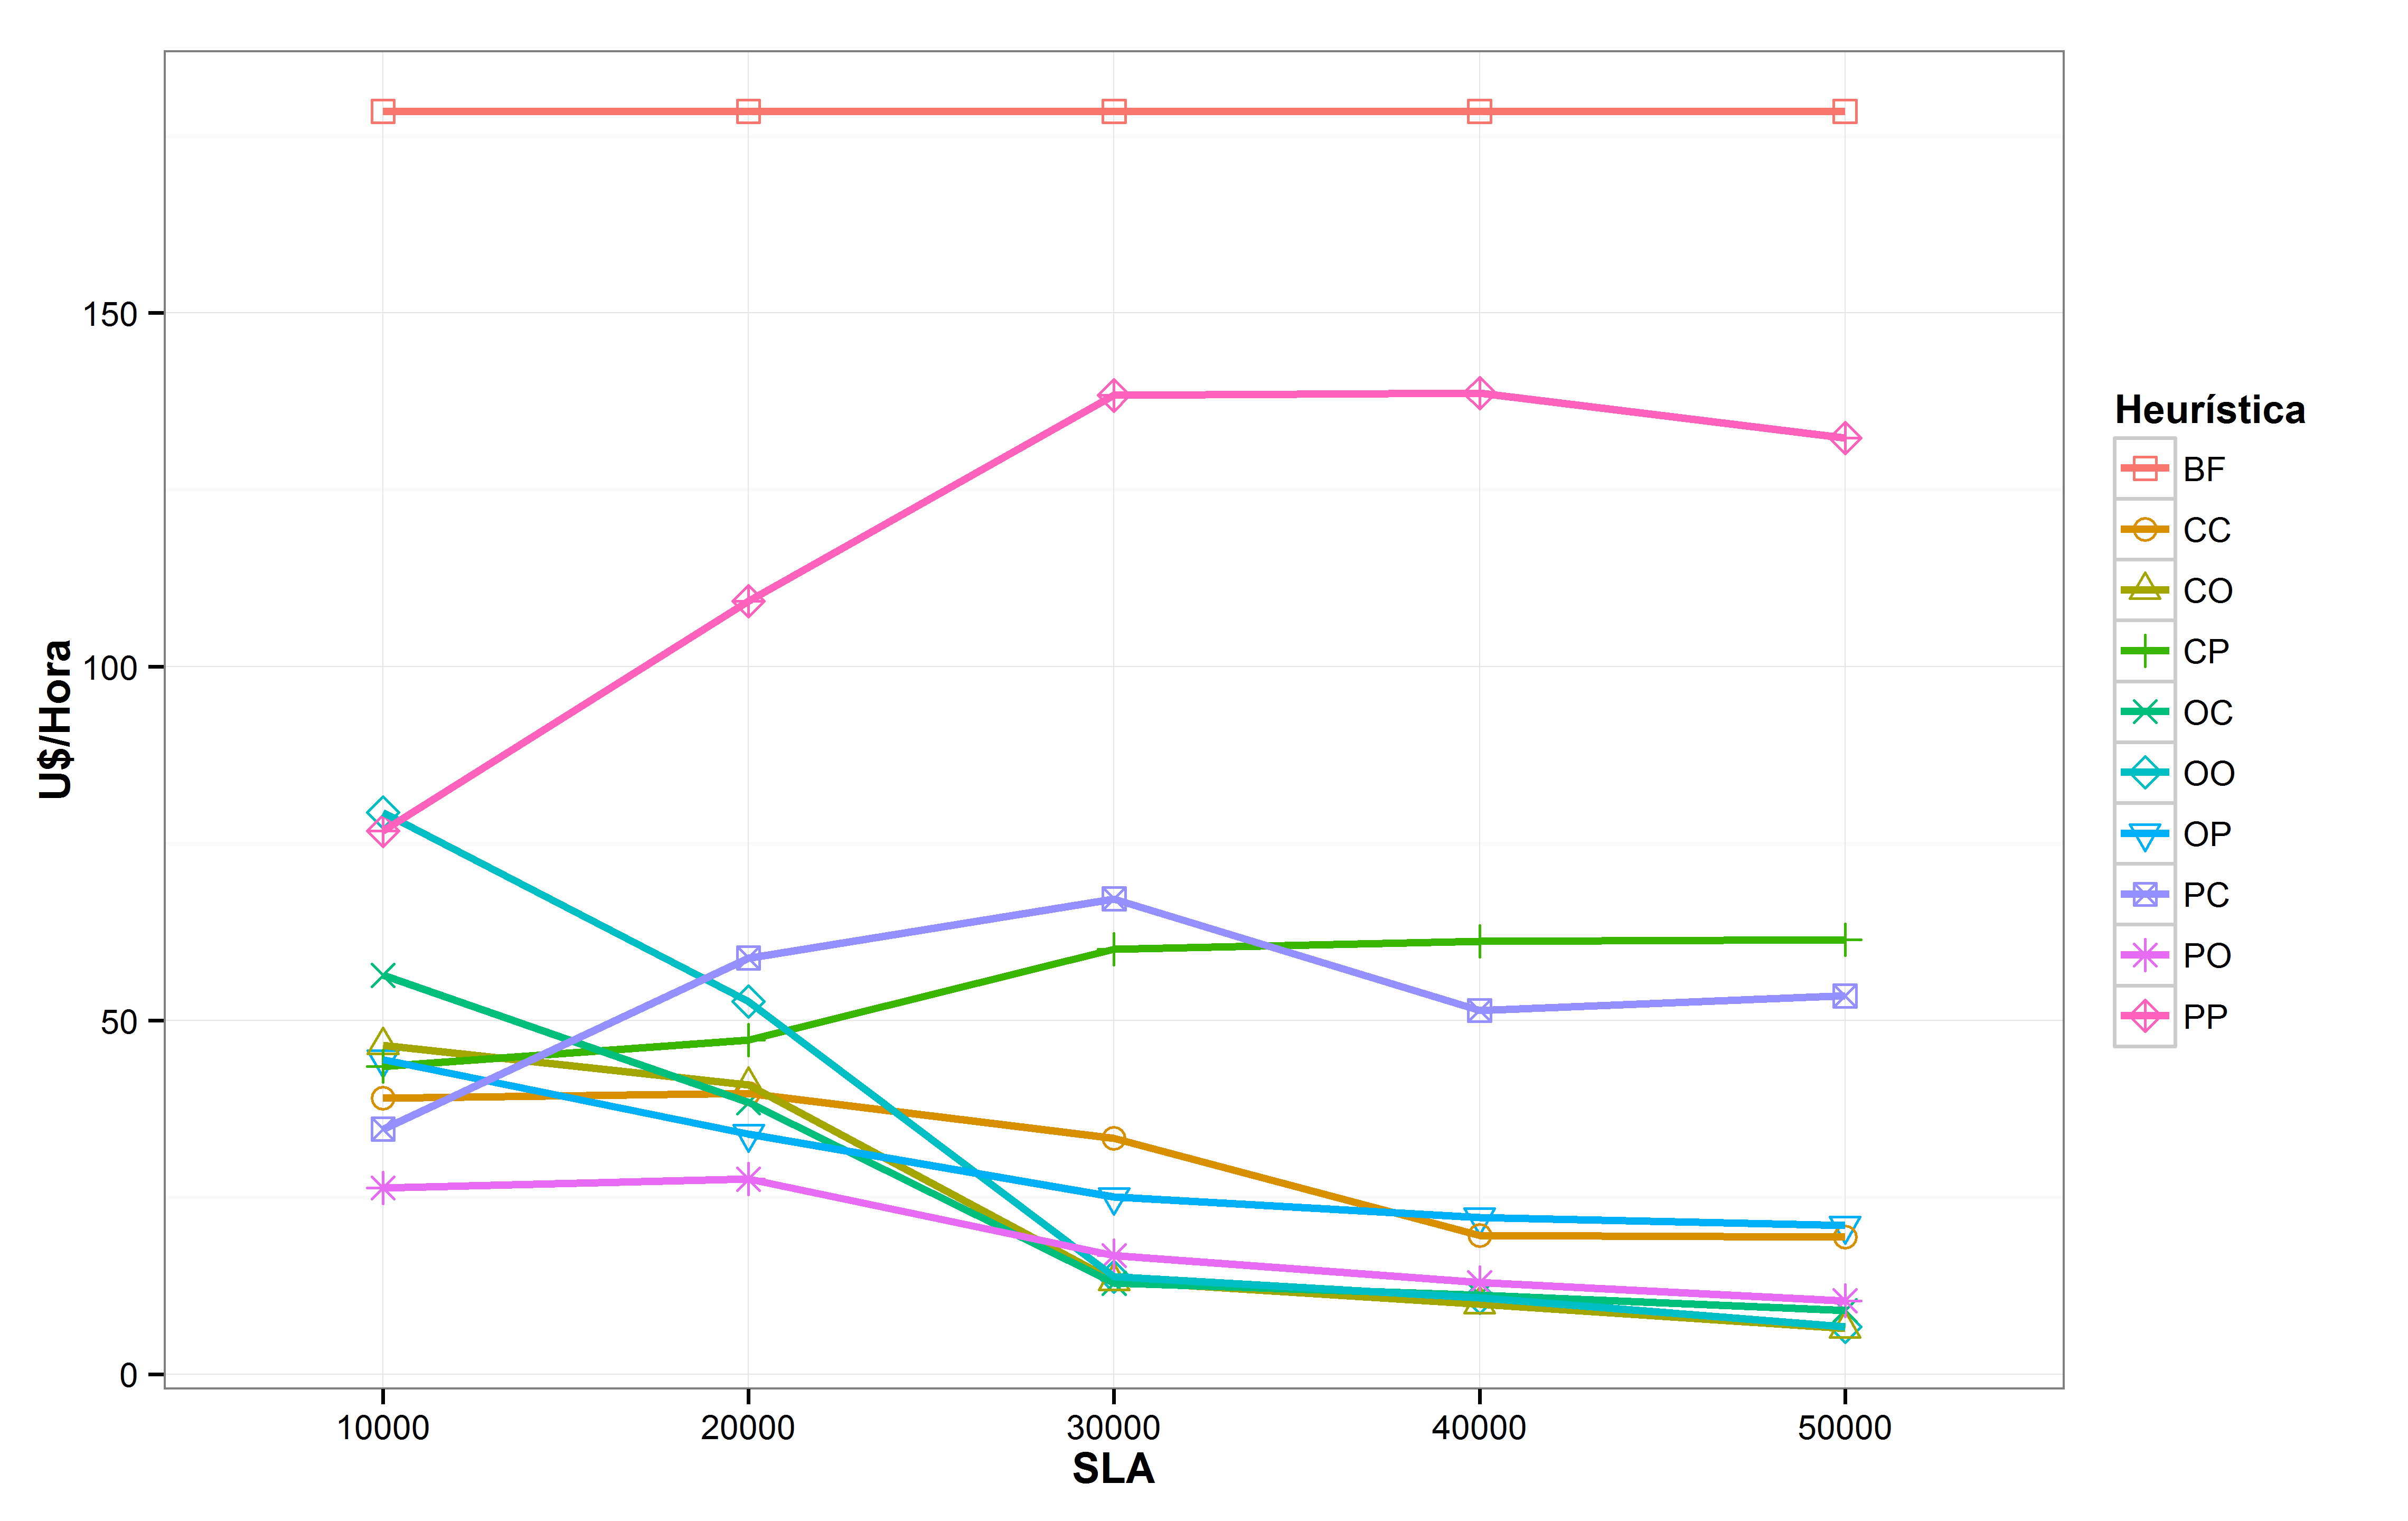 150
100
50
0
U$/Hora
10000 20000 30000 40000 50000
SLA
Heurística
BF
CC
CO
CP
OC
OO
OP
PC
PO
PP